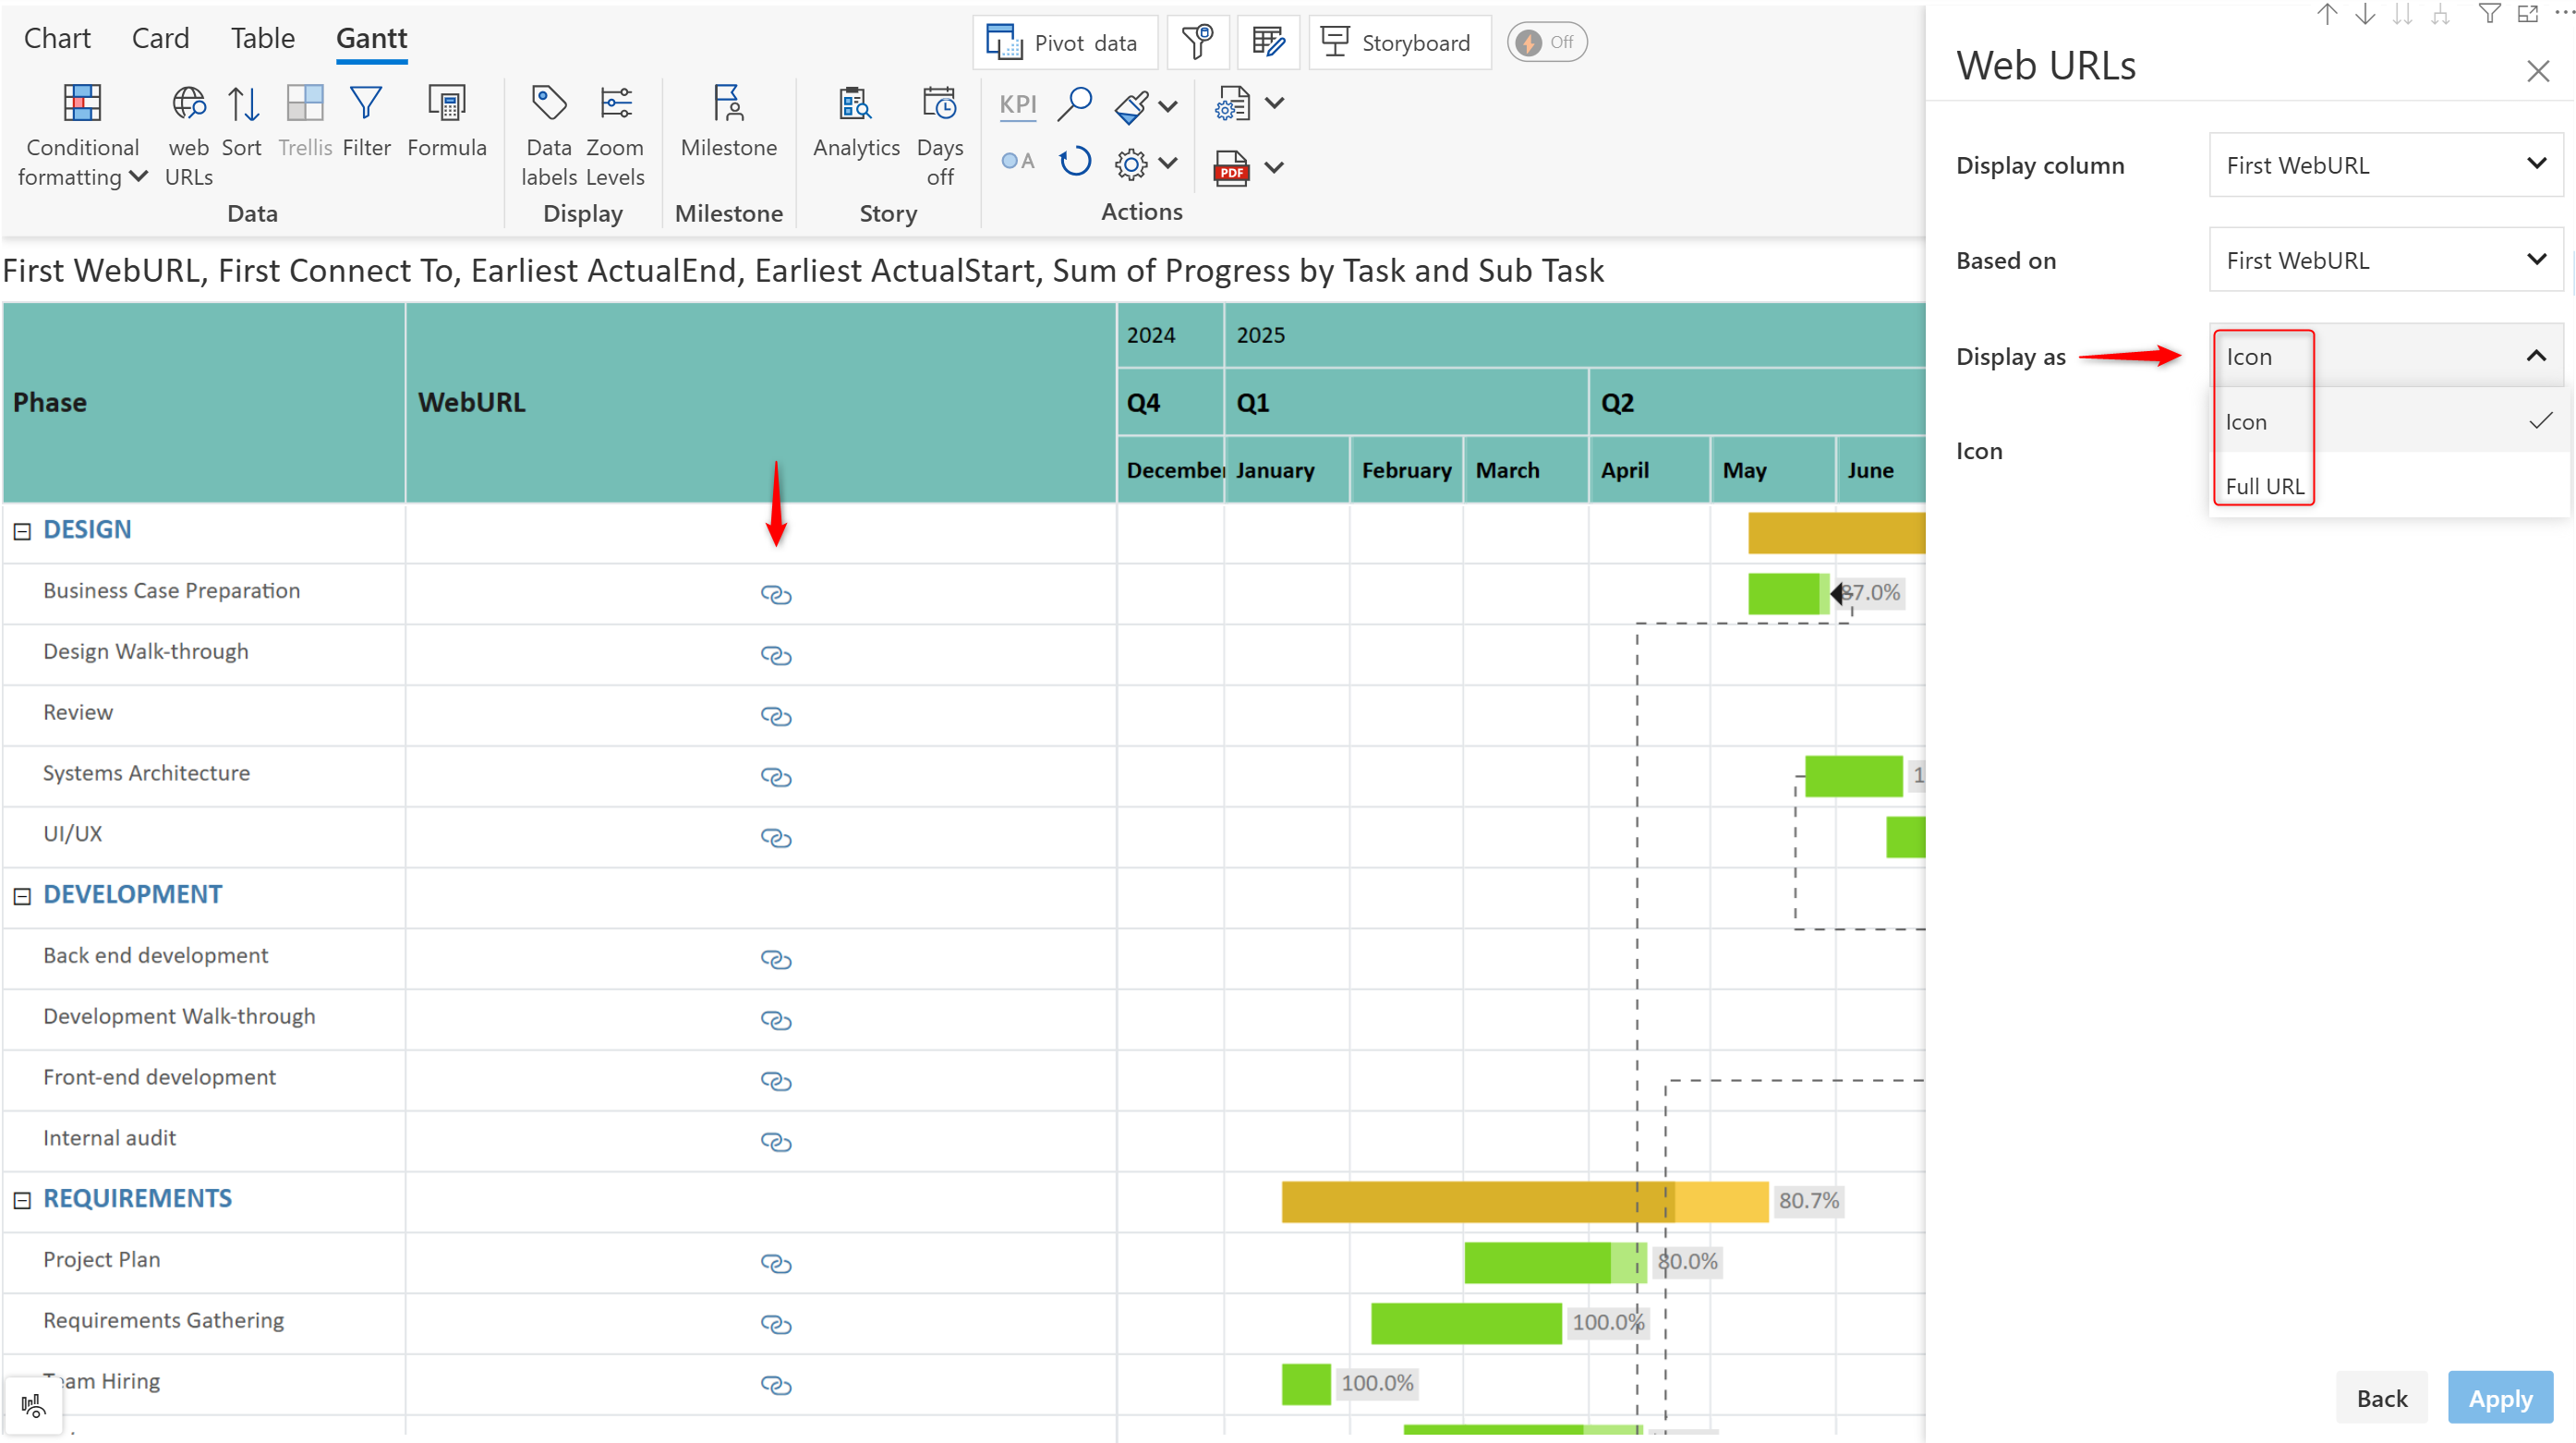 Chart Card Table Gantt
Pivot data Storyboard Off
Conditional formatting
web URLs
Sort
Trellis
Filter
Formula
Data labels
Zoom Levels
Milestone
Analytics
Days off
KPI
A
PDF
Data Display Milestone Story Actions
First WebURL, First Connect To, Earliest ActualEnd, Earliest ActualStart, Sum of Progress by Task and Sub Task
Phase WebURL
2024 2025
Q4 Q1 Q2
December January February March April May June
DESIGN
Business Case Preparation 87.0%
Design Walk-through
Review
Systems Architecture 1
UI/UX
DEVELOPMENT
Back end development
Development Walk-through
Front-end development
Internal audit
REQUIREMENTS 80.7%
Project Plan 80.0%
Requirements Gathering 100.0%
Team Hiring 100.0%
Web URLs
Display column First WebURL
Based on First WebURL
Display as Icon
Icon
Full URL
Icon
Back Apply